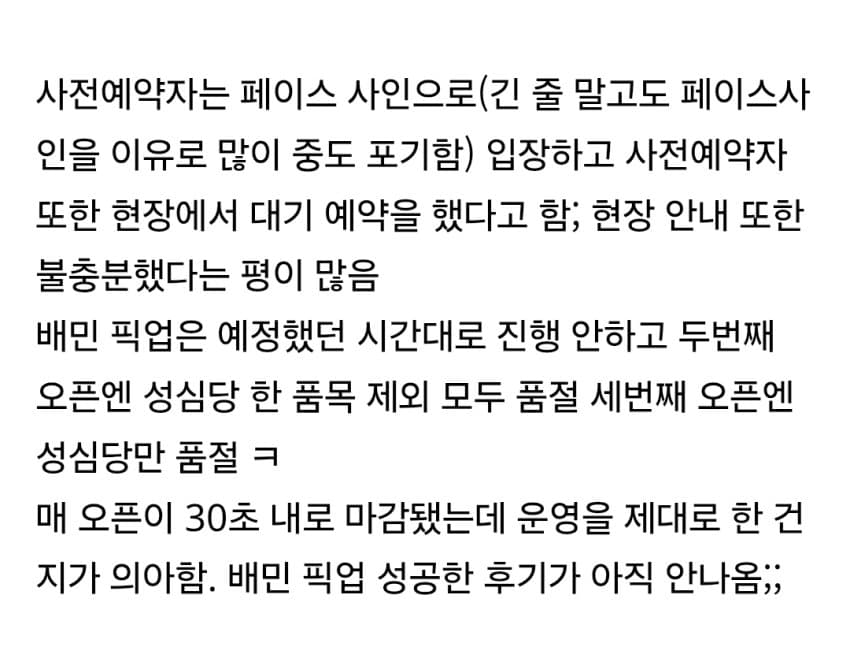 사전예약자는 페이스 사인으로(긴 줄 말고도 페이스사
인을 이유로 많이 중도 포기함) 입장하고 사전예약자
또한 현장에서 대기 예약을 했다고 함; 현장 안내 또한
불충분했다는 평이 많음
배민 픽업은 예정했던 시간대로 진행 안하고 두번째
오픈엔 성심당 한 품목 제외 모두 품절 세번째 오픈엔
성심당만 품절 ㅋ
매 오픈이 30초 내로 마감됐는데 운영을 제대로 한 건
지가 의아함. 배민 픽업 성공한 후기가 아직 안나옴;;